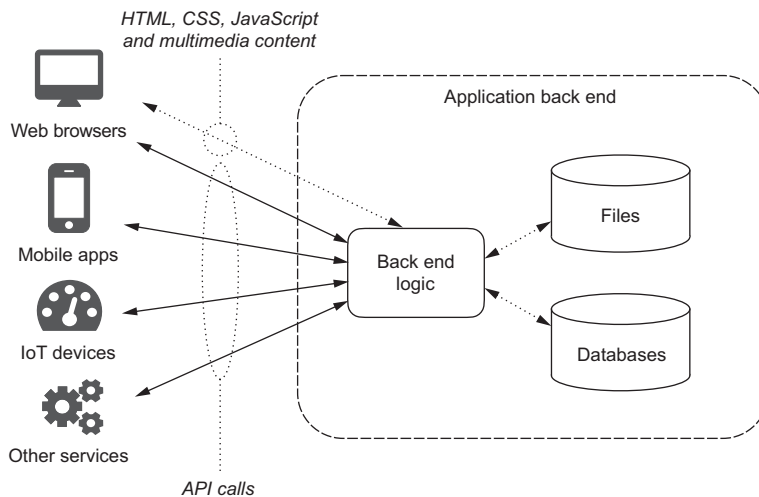 HTML, CSS, JavaScript
and multimedia content
Application back end
Web browsers
Mobile apps
IoT devices
Other services
Back end
logic
Files
Databases
API calls